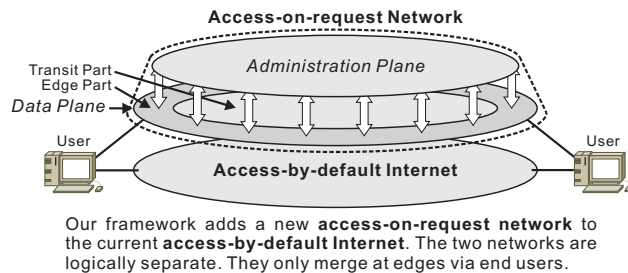 Access-on-request Network
Administration Plane
Transit Part
Edge Part
Data Plane
User
User
Access-by-default Internet
Our framework adds a new access-on-request network to
the current access-by-default Internet. The two networks are
logically separate. They only merge at edges via end users.